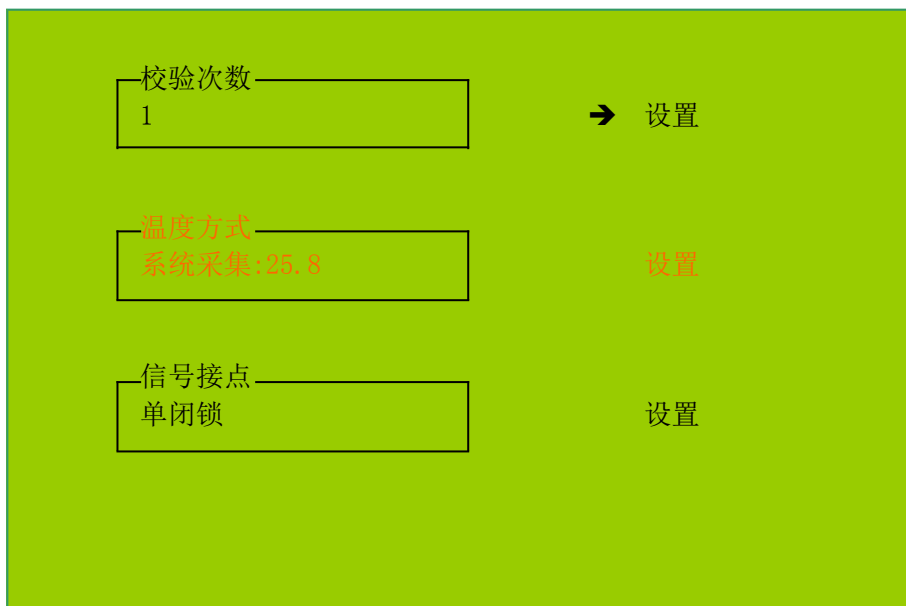 校验次数
1
➔ 设置
温度方式
系统采集:25.8
设置
信号接点
单闭锁
设置